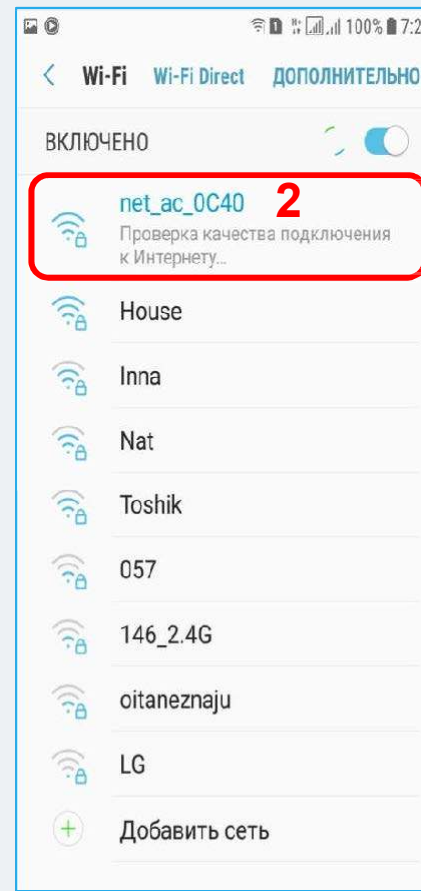 100% 7:2
Wi-Fi Wi-Fi Direct ДОПОЛНИТЕЛЬНО
ВКЛЮЧЕНО
net_ac_0C40 2
Проверка качества подключения
к Интернету...
House
Inna
Nat
Toshik
057
146_2.4G
oitaneznaju
LG
Добавить сеть